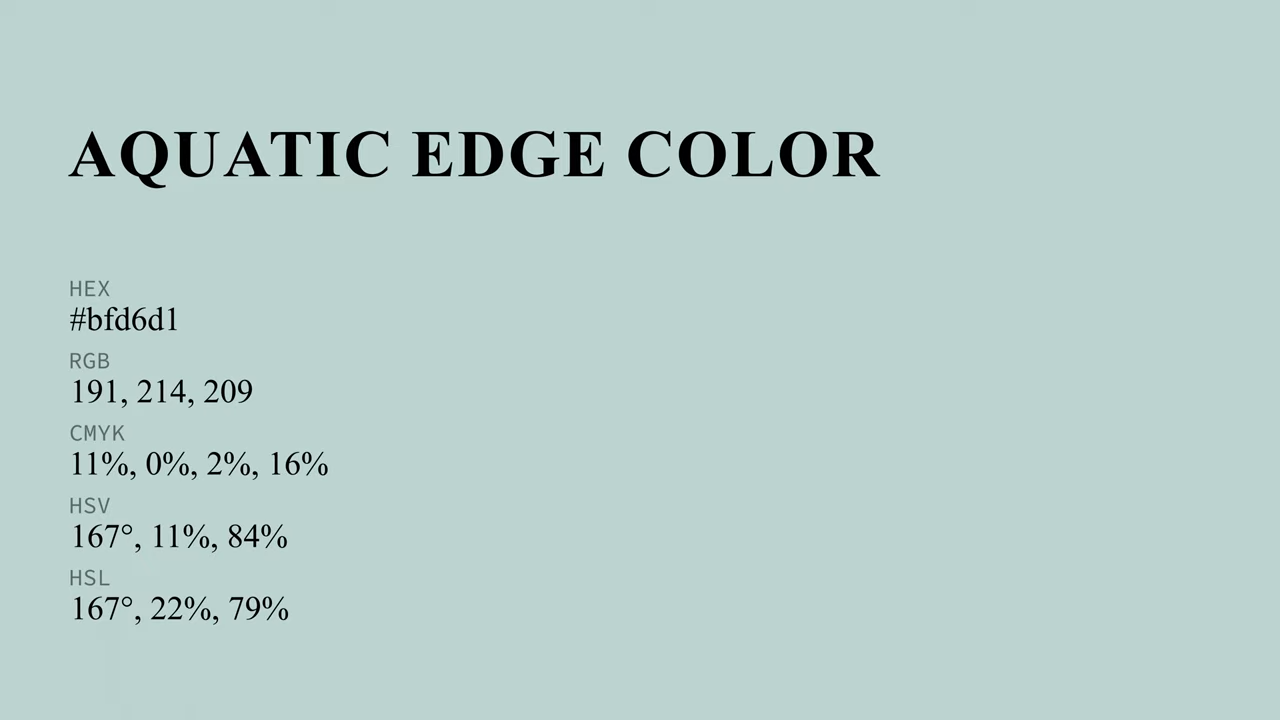 AQUATIC EDGE COLOR
HEX
#bfd6d1
RGB
191, 214, 209
CMYK
11%, 0%, 2%, 16%
HSV
167°, 11%, 84%
HSL
167°, 22%, 79%